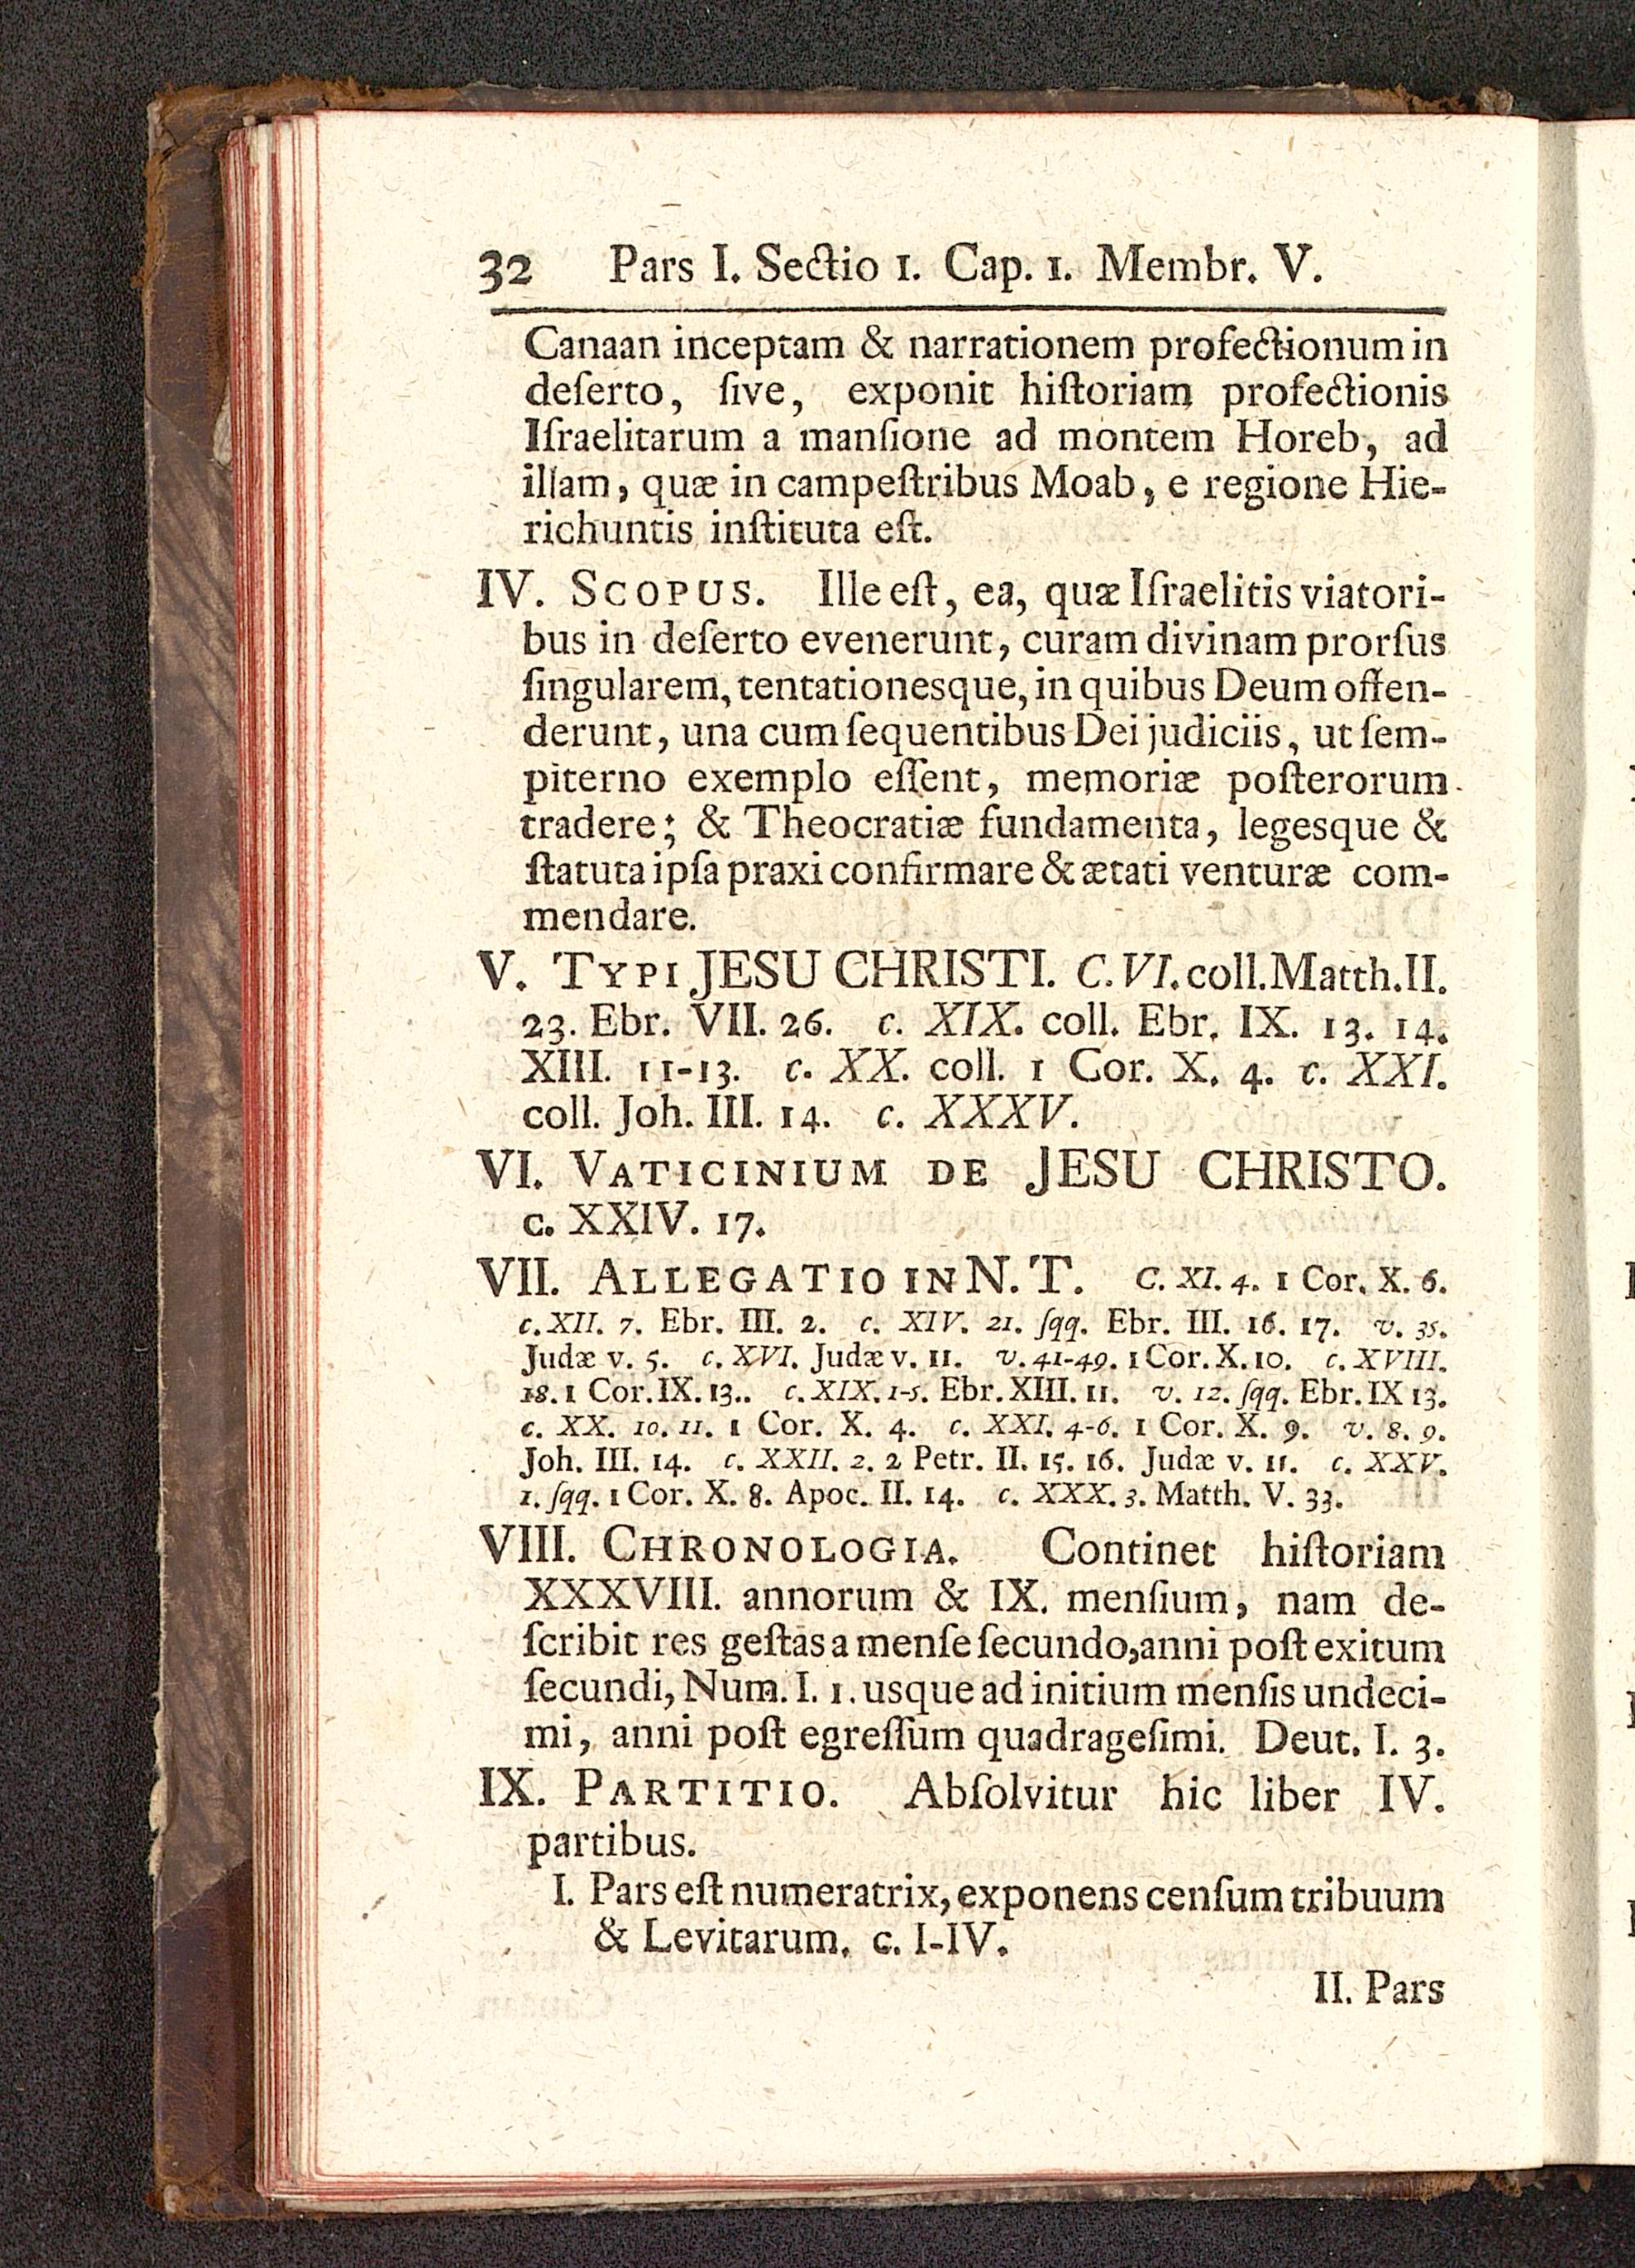 32 Pars I. Sectio 1. Cap. 1. Membr. V.
Canaan inceptam & narrationem profectionum in
deſerto, ſive, exponit hiſtoriam profectionis
Iſraelitarum a manſione ad montem Horeb, ad
illam, quæ in campeſtribus Moab, e regione Hie-
richuntis inſtituta eſt.
IV. SCOPUS. Ille eſt, ea, quæ Iſraelitis viatori-
bus in deſerto evenerunt, curam divinam prorſus
ſingularem, tentationesque, in quibus Deum offen-
derunt, una cum ſequentibus Dei judiciis, ut ſem-
piterno exemplo eſſent, memoriæ poſterorum
tradere; & Theocratiæ fundamenta, legesque &
ſtatuta ipſa praxi confirmare & ætati venturæ com-
mendare.
V. TYPI JESU CHRISTI. C. VI. coll. Matth. II.
23. Ebr. VII. 26. c. XIX. coll. Ebr. IX. 13. 14.
XIII. 11-13. c. XX. coll. 1 Cor. X. 4. c. XXI.
coll. Joh. III. 14. c. XXXV.
VI. VATICINIUM DE JESU CHRISTO.
c. XXIV. 17.
VII. ALLEGATIO IN N. T. C. XI. 4. 1 Cor. X. 6.
c. XII. 7. Ebr. III. 2. c. XIV. 21. ſqq. Ebr. III. 16. 17. v. 35.
Judæ v. 5. c. XVI. Judæ v. 11. v. 41-49. 1 Cor. X. 10. c. XVIII.
18. 1 Cor. IX. 13.. c. XIX. 1-5. Ebr. XIII. 11. v. 12. ſqq. Ebr. IX 13.
c. XX. 10. 11. 1 Cor. X. 4. c. XXI. 4-6. 1 Cor. X. 9. v. 8. 9.
Joh. III. 14. c. XXII. 2. 2 Petr. II. 15. 16. Judæ v. 11. c. XXV.
1. ſqq. 1 Cor. X. 8. Apoc. II. 14. c. XXX. 3. Matth. V. 33.
VIII. CHRONOLOGIA. Continet hiſtoriam
XXXVIII. annorum & IX. menſium, nam de-
ſcribit res geſtas a menſe ſecundo, anni poſt exitum
ſecundi, Num. I. 1. usque ad initium menſis undeci-
mi, anni poſt egreſſum quadrageſimi. Deut. I. 3.
IX. PARTITIO. Abſolvitur hic liber IV.
partibus.
I. Pars eſt numeratrix, exponens cenſum tribuum
& Levitarum. c. I-IV.
II. Pars